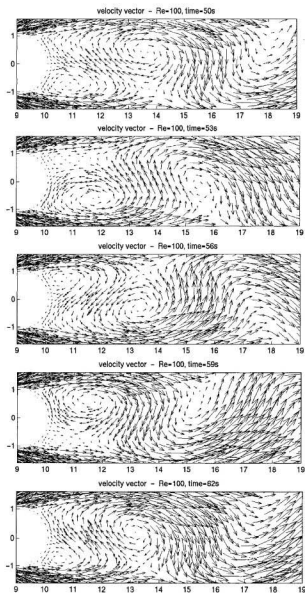 velocity vector - Re=100, time=50s
1
0
-1
9 10 11 12 13 14 15 16 17 18 19
velocity vector - Re=100, time=53s
1
0
-1
9 10 11 12 13 14 15 16 17 18 19
velocity vector - Re=100, time=56s
1
0
-1
9 10 11 12 13 14 15 16 17 18 19
velocity vector - Re=100, time=59s
1
0
-1
9 10 11 12 13 14 15 16 17 18 19
velocity vector - Re=100, time=62s
1
0
-1
9 10 11 12 13 14 15 16 17 18 19